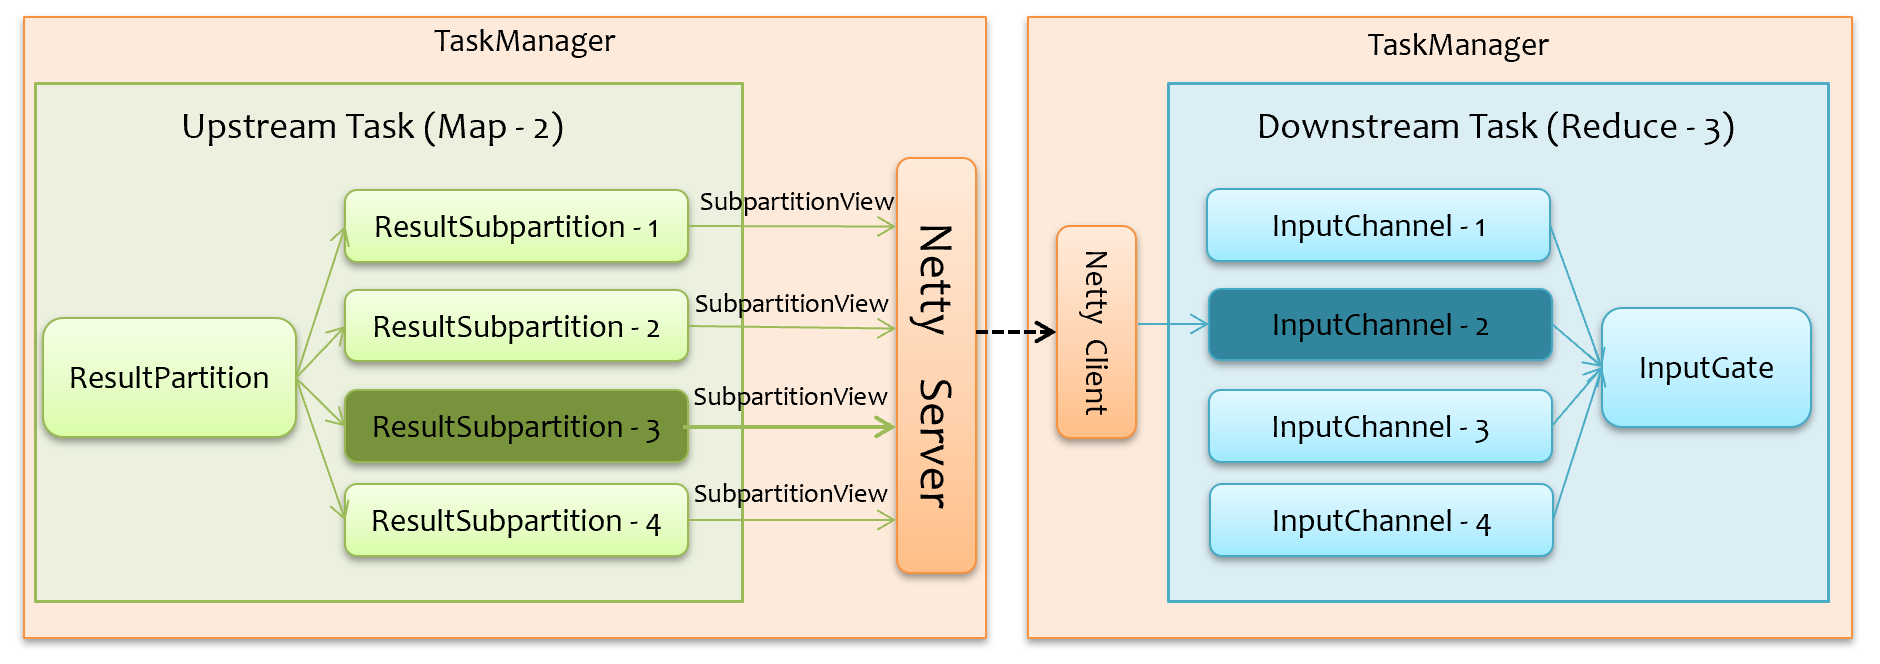 TaskManager
Upstream Task (Map - 2)
ResultPartition
ResultSubpartition - 1
ResultSubpartition - 2
ResultSubpartition - 3
ResultSubpartition - 4
SubpartitionView
SubpartitionView
SubpartitionView
SubpartitionView
Netty Server
TaskManager
Netty Client
Downstream Task (Reduce - 3)
InputChannel - 1
InputChannel - 2
InputChannel - 3
InputChannel - 4
InputGate